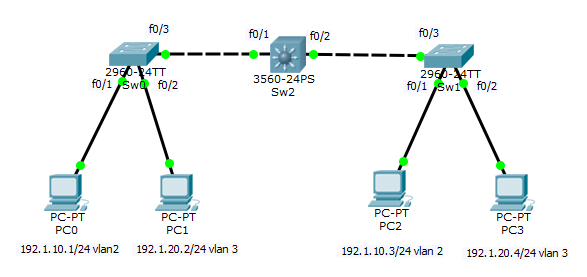 f0/3
f0/1
f0/2
f0/3
2960-24TT
Sw0
3560-24PS
Sw2
2960-24TT
Sw1
f0/1
f0/2
f0/1
f0/2
PC-PT
PC0
PC-PT
PC1
PC-PT
PC2
PC-PT
PC3
192.1.10.1/24 vlan2
192.1.20.2/24 vlan 3
192.1.10.3/24 vlan 2
192.1.20.4/24 vlan 3